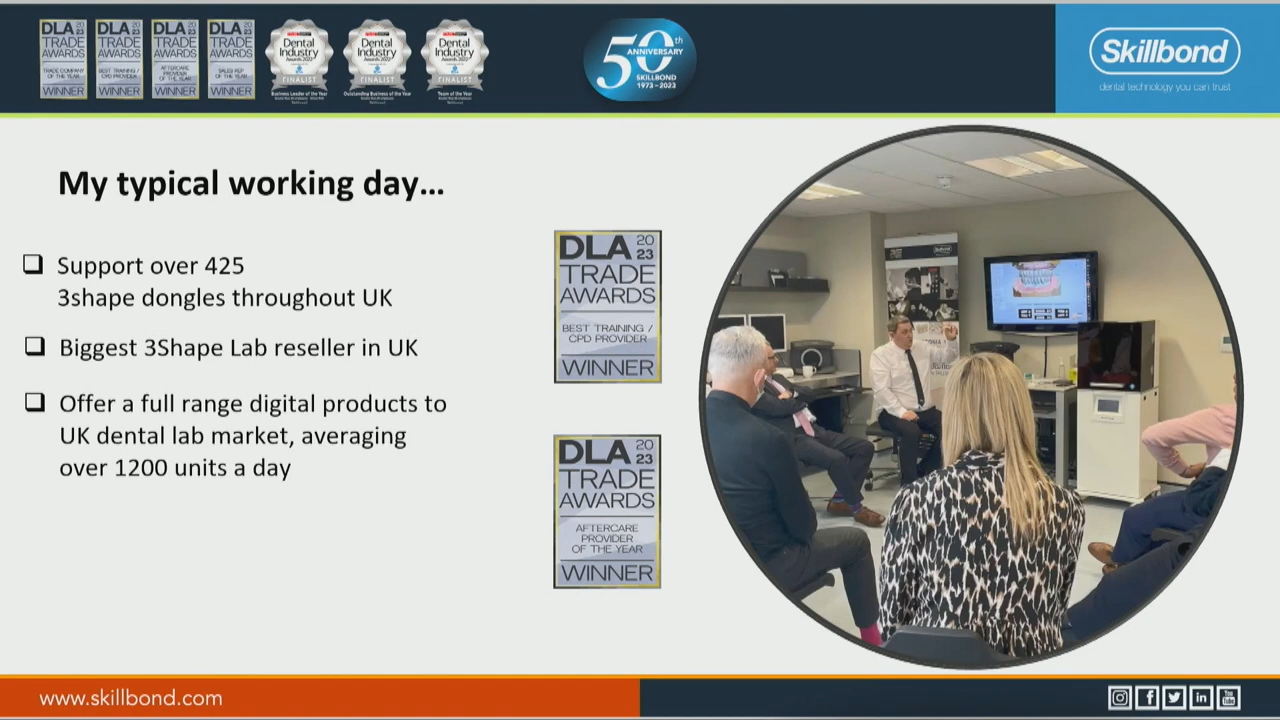 DLA 20 23
TRADE
AWARDS
TRADE COMPANY
OF THE YEAR
WINNER
DLA 20 23
TRADE
AWARDS
BEST TRAINING /
CPD PROVIDER
WINNER
DLA 20 23
TRADE
AWARDS
AFTERCARE
PROVIDER
OF THE YEAR
WINNER
DLA 20 23
TRADE
AWARDS
SALES REP
OF THE YEAR
WINNER
Dental
Industry
Awards 2022
FINALIST
Business Leader of the Year
Dental
Industry
Awards 2022
FINALIST
Outstanding Business of the Year
Dental
Industry
Awards 2022
FINALIST
Team of the Year
50th
ANNIVERSARY
SKILLBOND
1973-2023
Skillbond
dental technology you can trust
My typical working day...
Support over 425
3shape dongles throughout UK
Biggest 3Shape Lab reseller in UK
Offer a full range digital products to
UK dental lab market, averaging
over 1200 units a day
DLA 20 23
TRADE
AWARDS
BEST TRAINING /
CPD PROVIDER
WINNER
DLA 20 23
TRADE
AWARDS
AFTERCARE
PROVIDER
OF THE YEAR
WINNER
www.skillbond.com
You
Tube